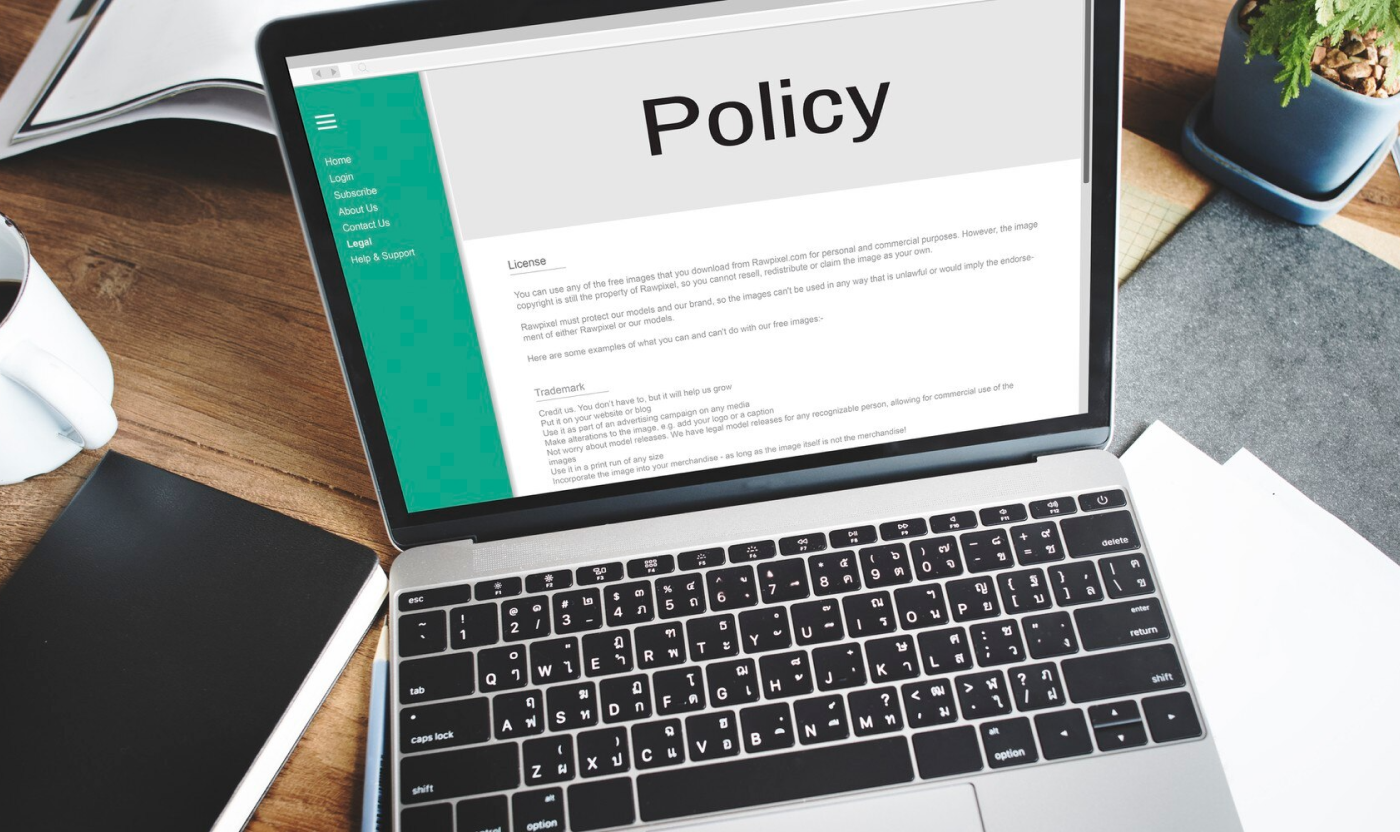 Policy
Home
Login
Subscribe
About Us
Contact Us
Legal
Help & Support
License
You can use any of the free images that you download from Rawpixel.com for personal and commercial purposes. However, the image
copyright is still the property of Rawpixel, so you cannot resell, redistribute or claim the image as your own.
Rawpixel must protect our models and our brand, so the images can't be used in any way that is unlawful or would imply the endorse-
ment of either Rawpixel or our models.
Here are some examples of what you can and can't do with our free images:-
Trademark
Credit us. You don't have to, but it will help us grow
Put it on your website or blog
Use it as part of an advertising campaign on any media
Make alterations to the image, e.g. add your logo or a caption
Not worry about model releases. We have legal model releases for any recognizable person, allowing for commercial use of the
images
Use it in a print run of any size
Incorporate the image into your merchandise - as long as the image itself is not the merchandise!
esc F1 F2 F3 F4 F5 F6 F7 F8 F9 F10 F11 F12
delete
tab
enter
return
caps lock
shift
shift
alt
option
alt
option